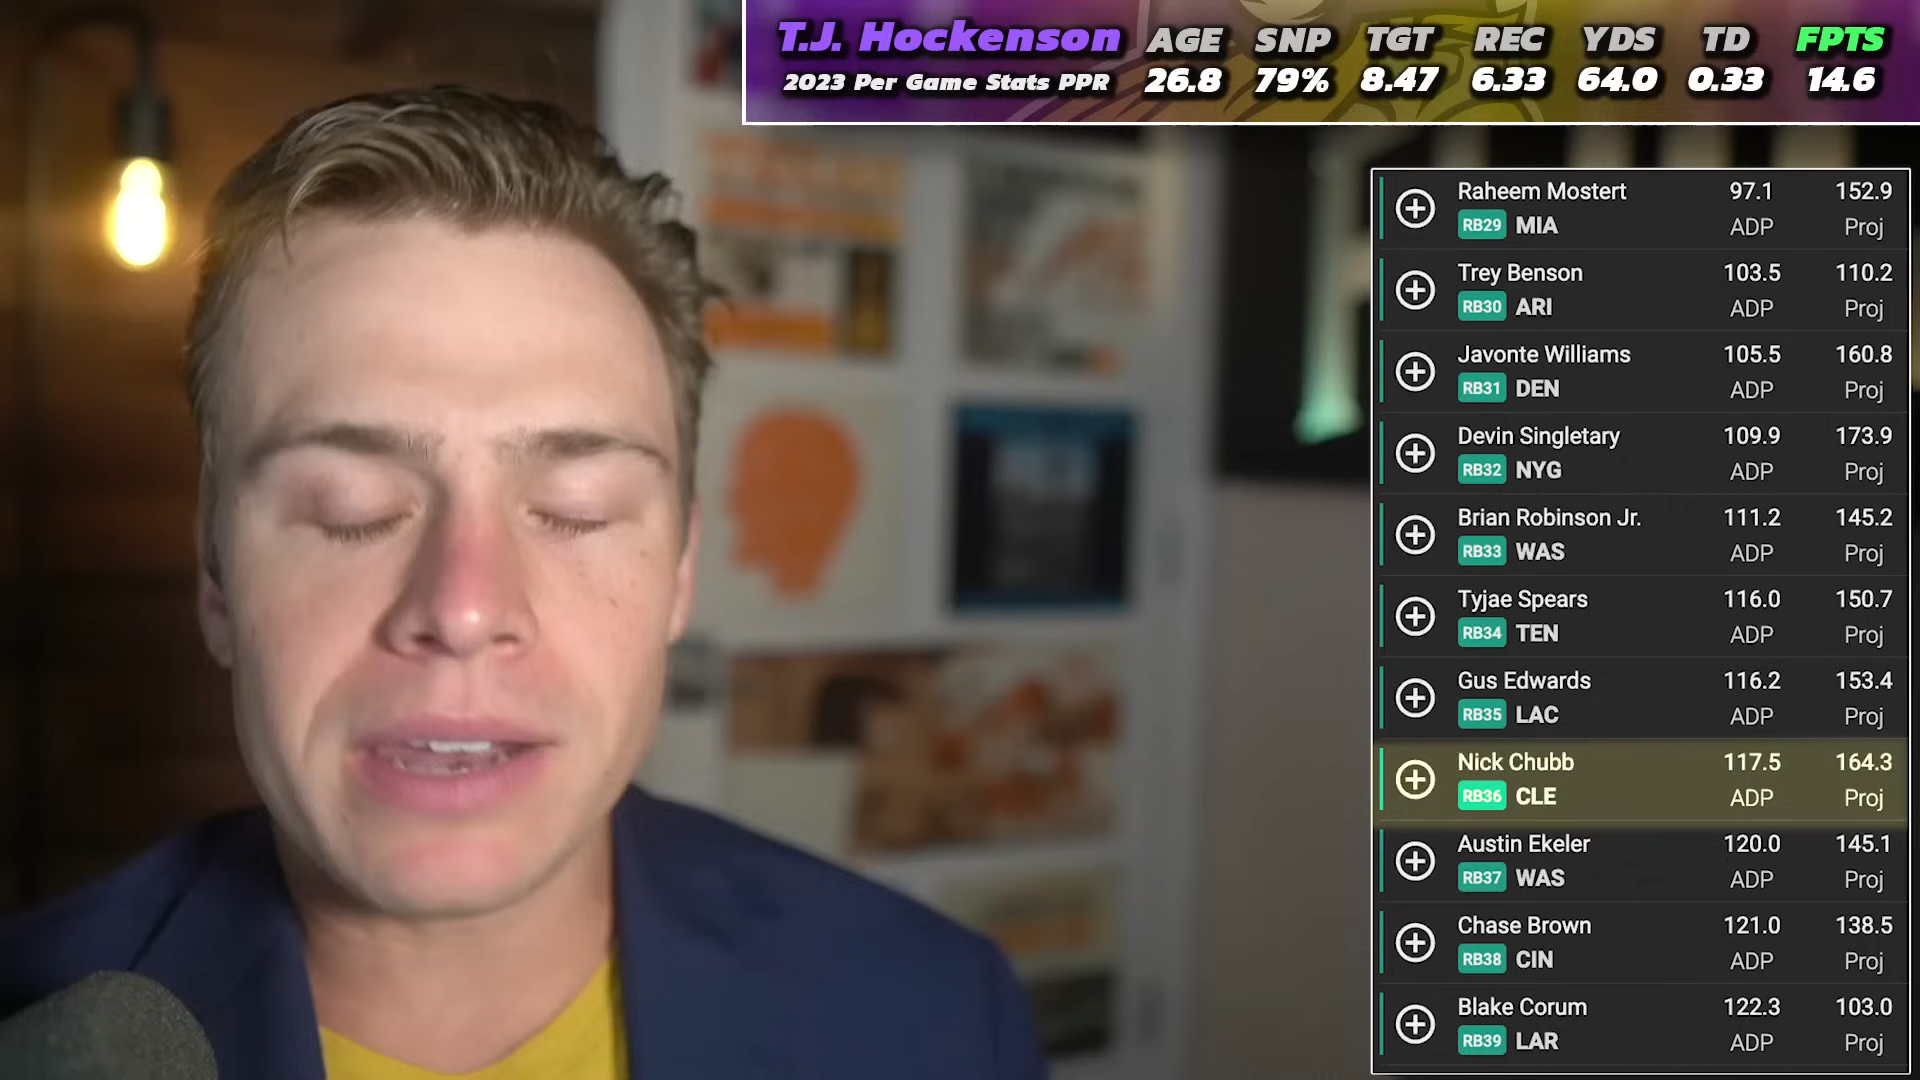 T.J. Hockenson AGE SNP TGT REC YDS TD FPTS
2023 Per Game Stats PPR 26.8 79% 8.47 6.33 64.0 0.33 14.6
Raheem Mostert 97.1 152.9
RB29 MIA ADP Proj
Trey Benson 103.5 110.2
RB30 ARI ADP Proj
Javonte Williams 105.5 160.8
RB31 DEN ADP Proj
Devin Singletary 109.9 173.9
RB32 NYG ADP Proj
Brian Robinson Jr. 111.2 145.2
RB33 WAS ADP Proj
Tyjae Spears 116.0 150.7
RB34 TEN ADP Proj
Gus Edwards 116.2 153.4
RB35 LAC ADP Proj
Nick Chubb 117.5 164.3
RB36 CLE ADP Proj
Austin Ekeler 120.0 145.1
RB37 WAS ADP Proj
Chase Brown 121.0 138.5
RB38 CIN ADP Proj
Blake Corum 122.3 103.0
RB39 LAR ADP Proj